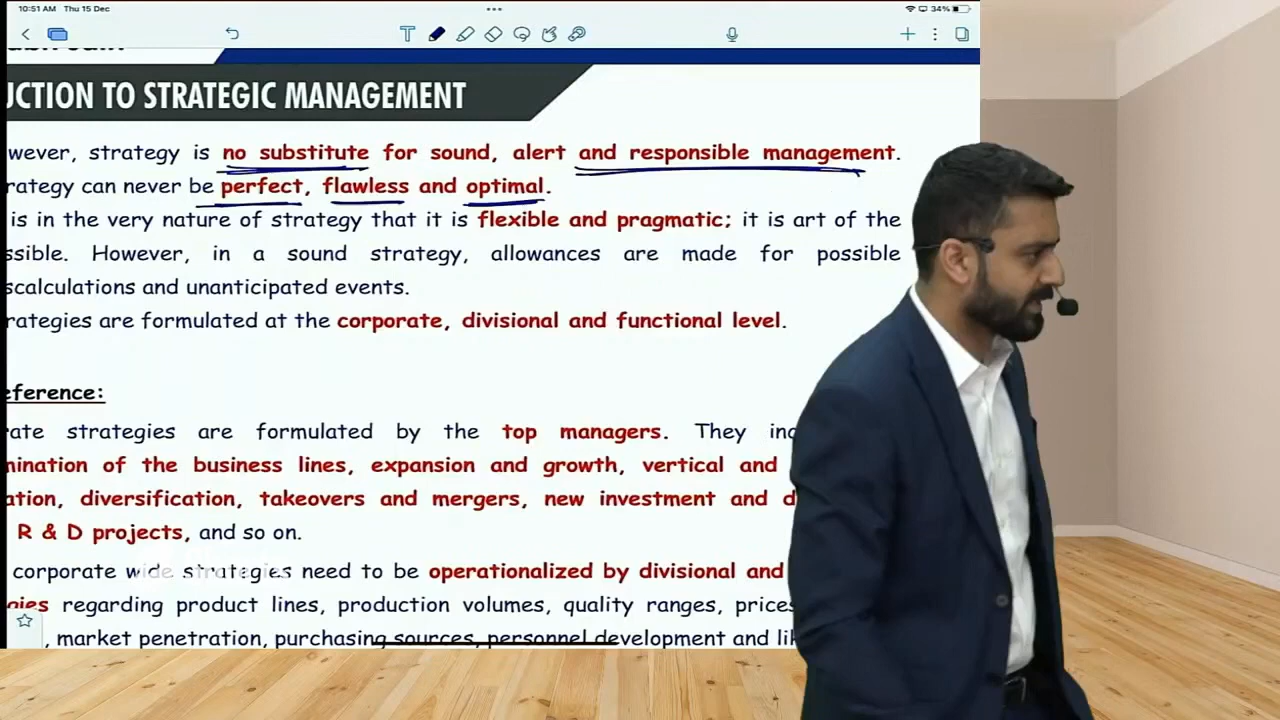 10:51 AM Thu 15 Dec
34%
UCTION TO STRATEGIC MANAGEMENT
wever, strategy is no substitute for sound, alert and responsible management.
rategy can never be perfect, flawless and optimal.
is in the very nature of strategy that it is flexible and pragmatic; it is art of the
ssible. However, in a sound strategy, allowances are made for possible
scalculations and unanticipated events.
rategies are formulated at the corporate, divisional and functional level.
eference:
rate strategies are formulated by the top managers. They inc
mination of the business lines, expansion and growth, vertical and
ation, diversification, takeovers and mergers, new investment and d
R & D projects, and so on.
corporate wide strategies need to be operationalized by divisional and
gies regarding product lines, production volumes, quality ranges, prices
, market penetration, purchasing sources, personnel development and lik